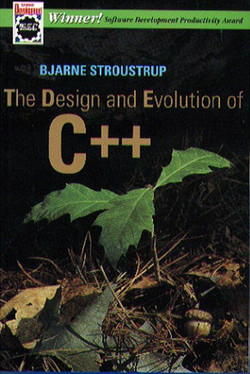 Winner! Software Development Productivity Award
BJARNE STROUSTRUP
The Design and Evolution of
C++